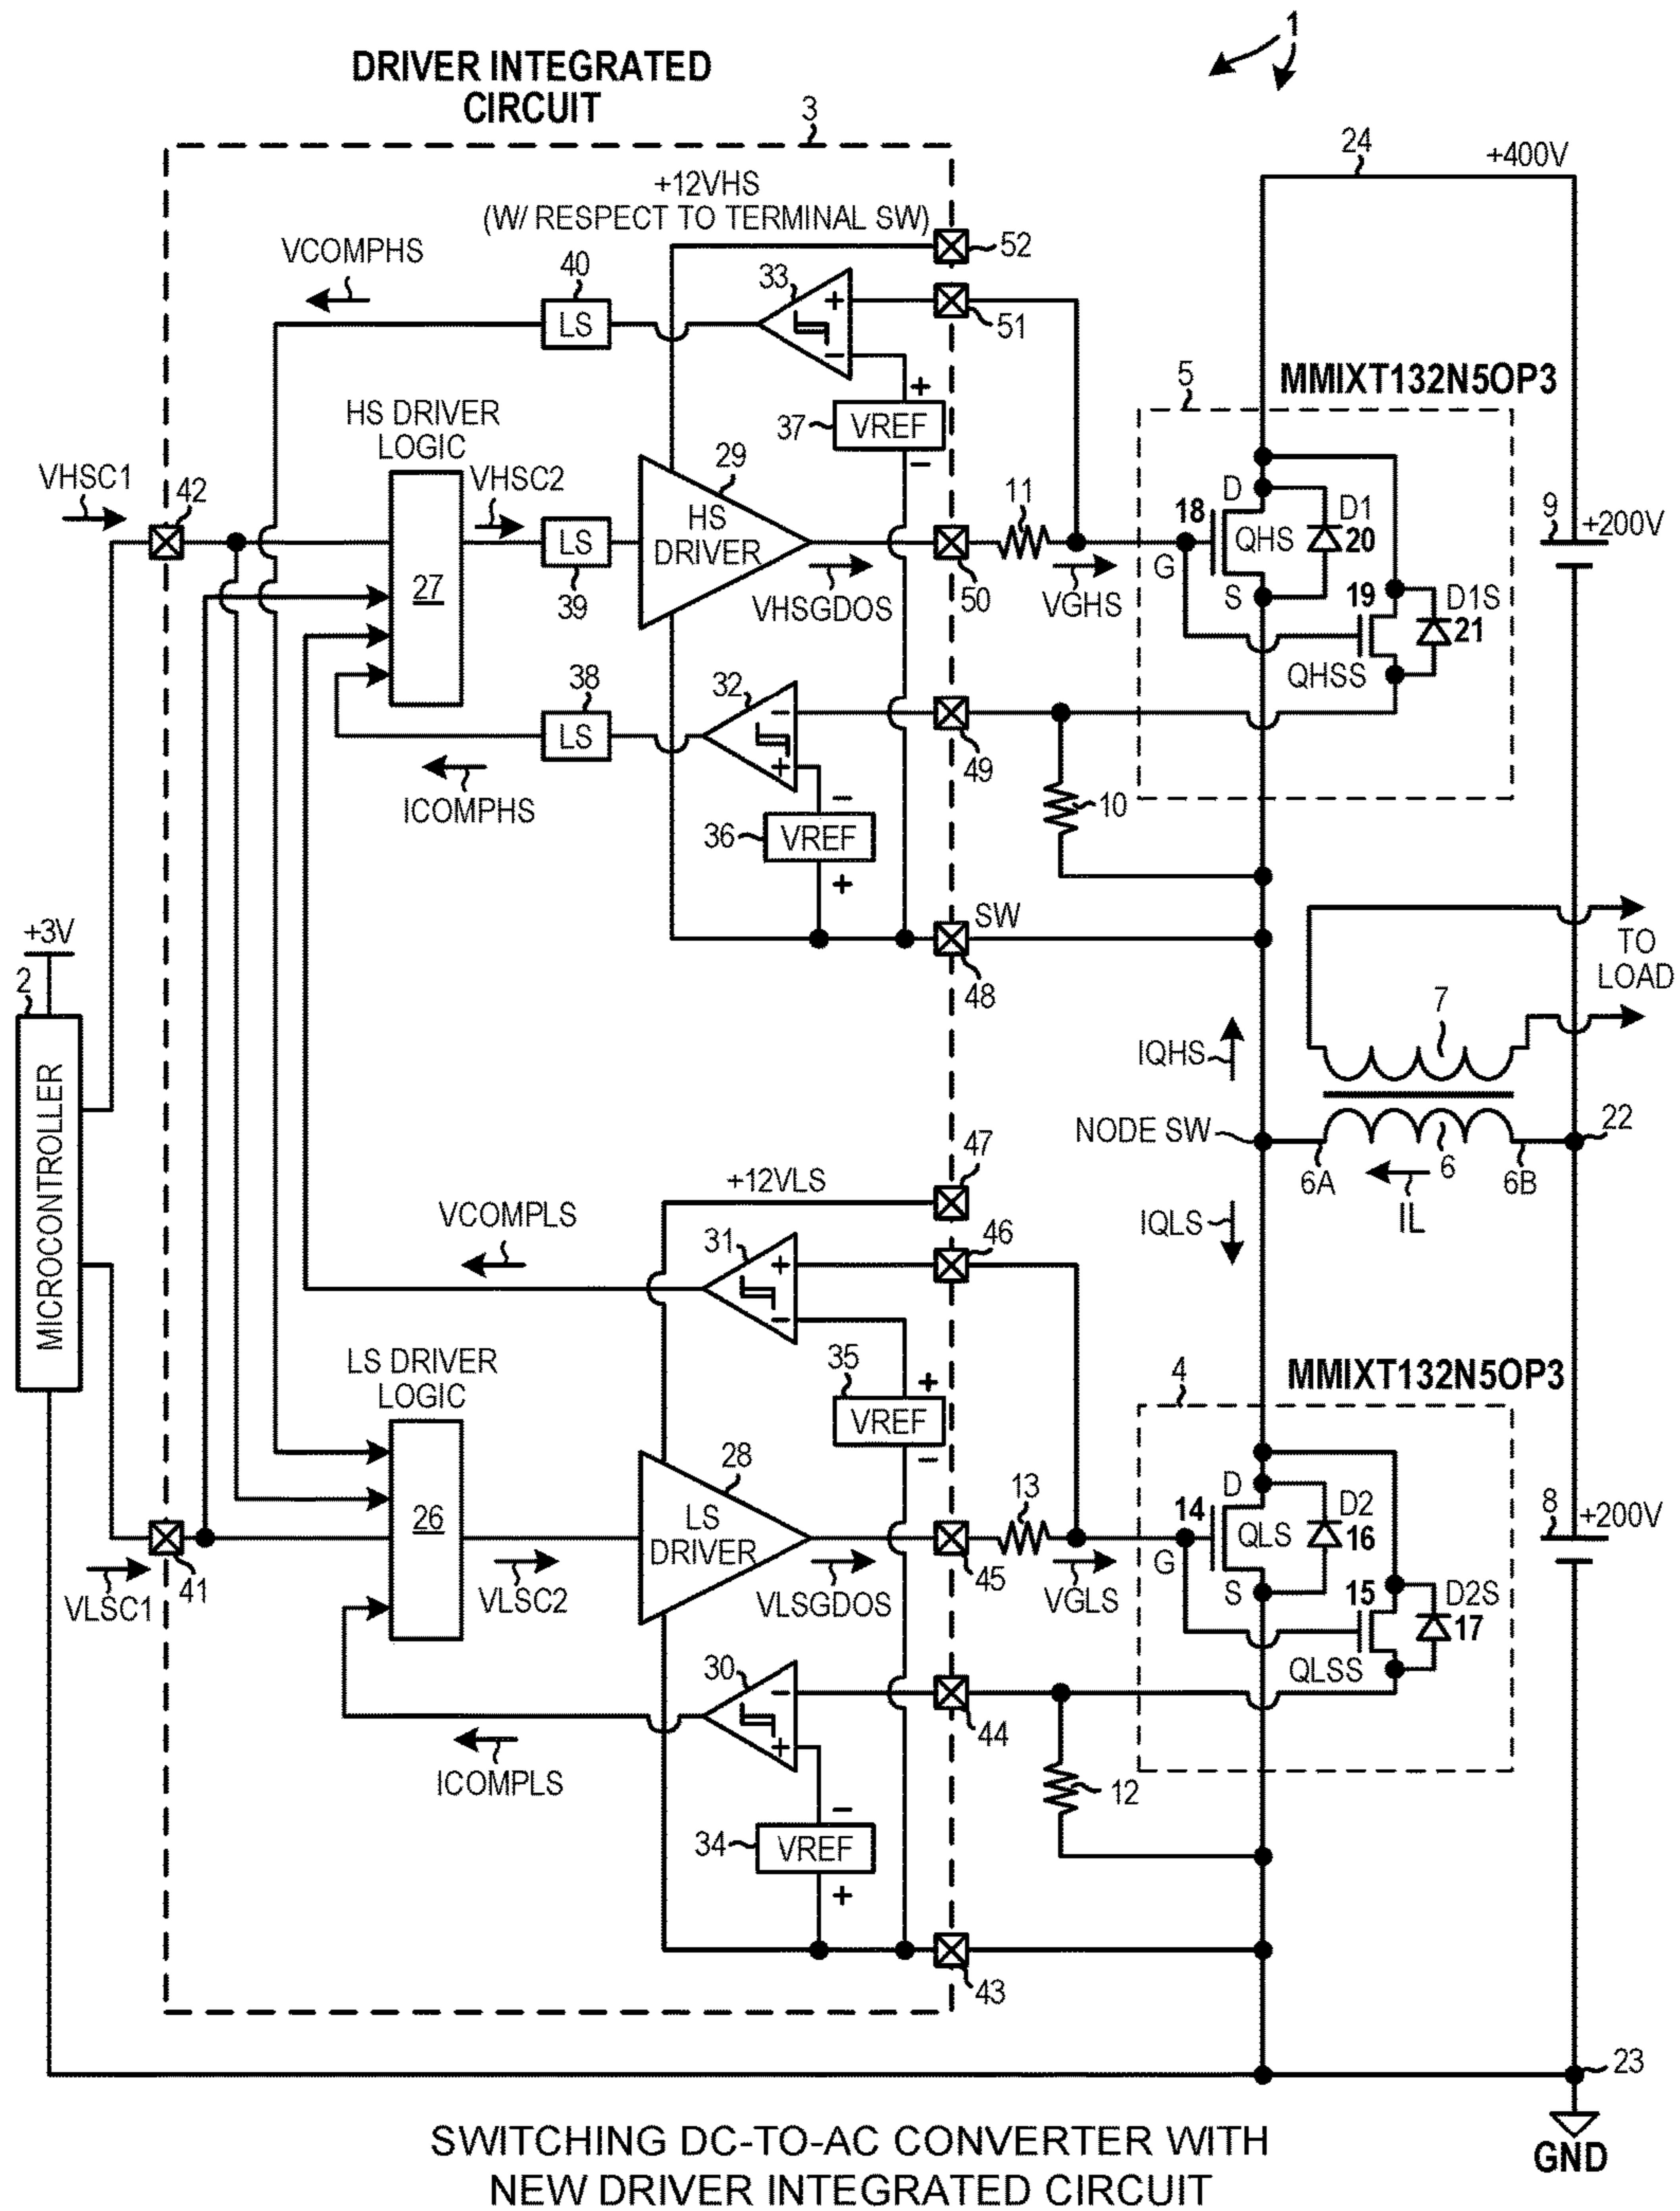 1
DRIVER INTEGRATED
CIRCUIT
3
24
+400V
+12VHS
(W/ RESPECT TO TERMINAL SW)
52
VCOMPHS
40
LS
33
+
−
51
5
MMIXT132N5OP3
HS DRIVER
LOGIC
37
VREF
+
−
VHSC1
42
VHSC2
29
HS
DRIVER
11
D
18
QHS
D1
20
9
+200V
27
LS
39
VHSGDOS
50
VGHS
G
S
19
D1S
21
QHSS
38
LS
32
−
+
49
ICOMPHS
−
36
VREF
+
10
SW
48
+3V
2
MICROCONTROLLER
TO
LOAD
7
IQHS
NODE SW
22
6A
6
6B
IL
47
+12VLS
IQLS
VCOMPLS
31
+
−
46
LS DRIVER
LOGIC
35
VREF
+
−
4
MMIXT132N5OP3
28
LS
DRIVER
13
D
14
QLS
D2
16
8
+200V
26
41
VLSC1
VLSC2
VLSGDOS
45
VGLS
G
S
15
D2S
17
QLSS
30
−
+
44
ICOMPLS
−
34
VREF
+
12
43
23
GND
SWITCHING DC-TO-AC CONVERTER WITH
NEW DRIVER INTEGRATED CIRCUIT